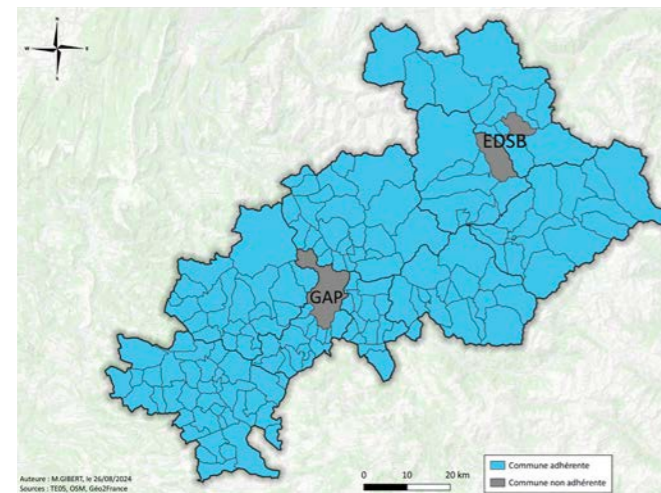 N
W E
S
EDSB
GAP
Auteure : M.GIBERT, le 26/08/2024
Sources : TE05, OSM, Géo2France
0 10 20 km
Commune adhérente
Commune non adhérente